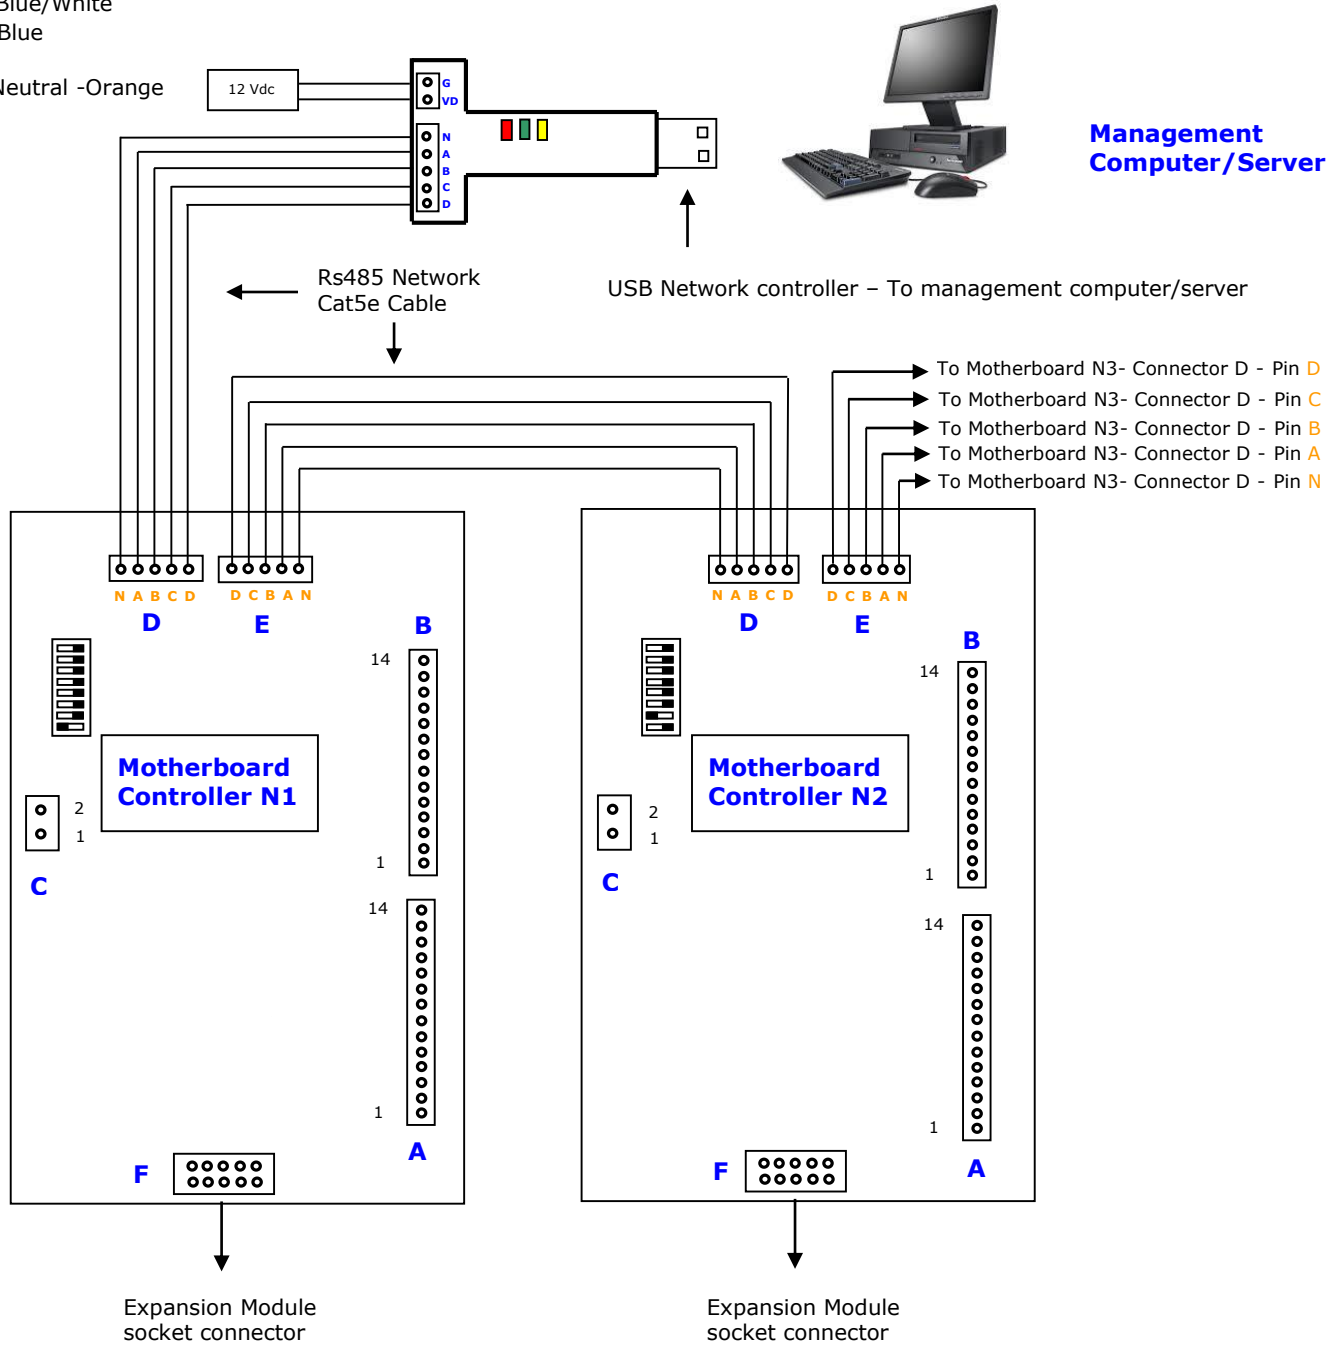 Blue/White
Blue
Neutral -Orange
12 Vdc
G
VD
N
A
B
C
D
Management
Computer/Server
Rs485 Network
Cat5e Cable
USB Network controller – To management computer/server
To Motherboard N3- Connector D - Pin D
To Motherboard N3- Connector D - Pin C
To Motherboard N3- Connector D - Pin B
To Motherboard N3- Connector D - Pin A
To Motherboard N3- Connector D - Pin N
N A B C D
D C B A N
D
E
B
14
Motherboard
Controller N1
2
1
C
1
14
1
A
F
Expansion Module
socket connector
N A B C D
D C B A N
D
E
B
14
Motherboard
Controller N2
2
1
C
1
14
1
A
F
Expansion Module
socket connector